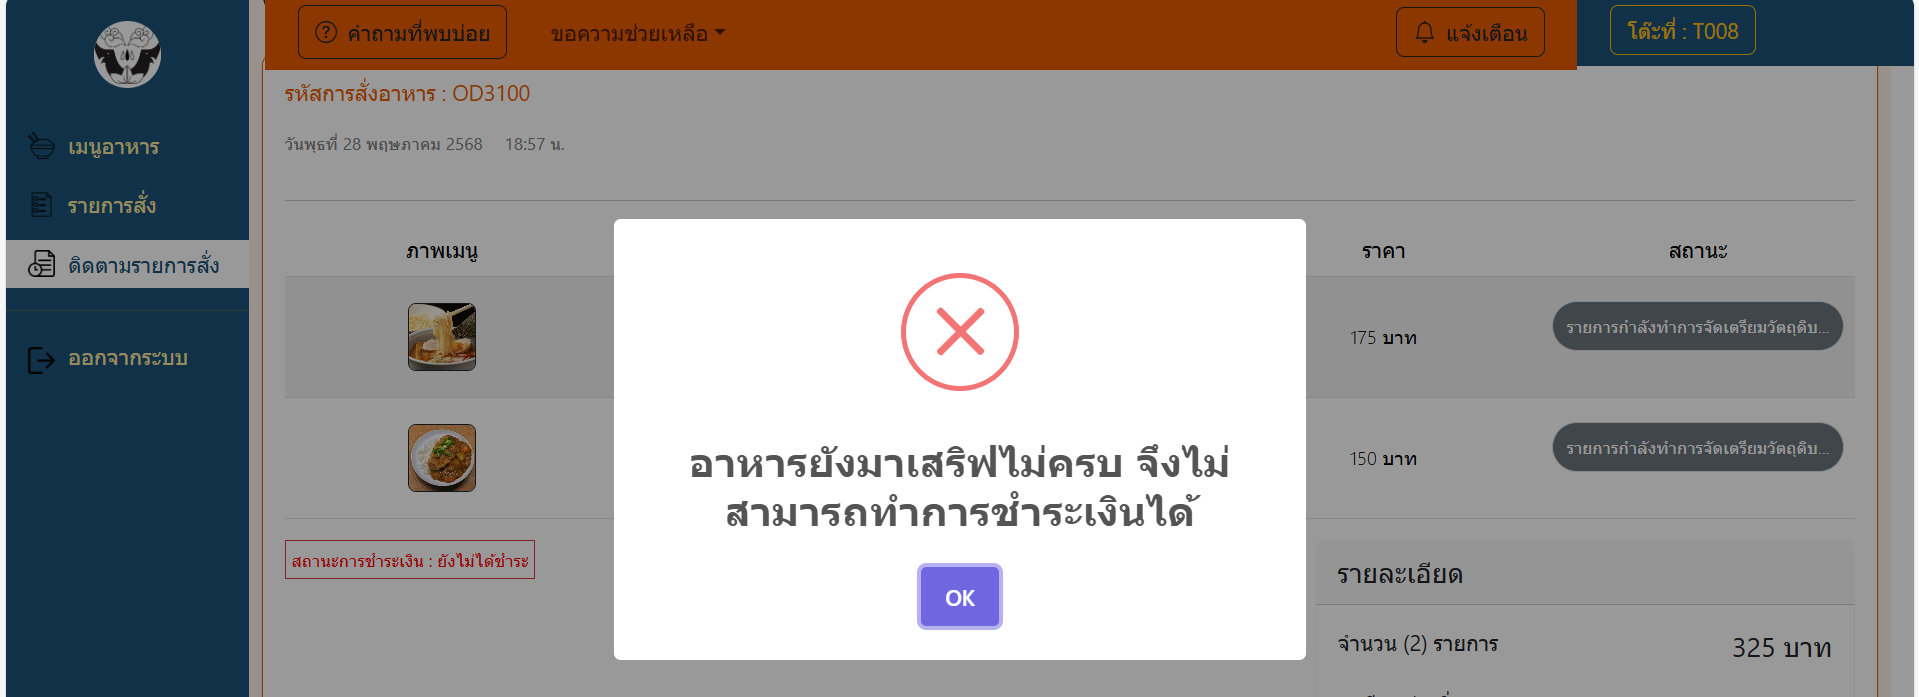 คำถามที่พบบ่อย
ขอความช่วยเหลือ
แจ้งเตือน
โต๊ะที่ : T008
เมนูอาหาร
รายการสั่ง
ติดตามรายการสั่ง
ออกจากระบบ
รหัสการสั่งอาหาร : OD3100
วันพุธที่ 28 พฤษภาคม 2568 18:57 น.
ภาพเมนู
ราคา
สถานะ
175 บาท
รายการกำลังทำการจัดเตรียมวัตถุดิบ...
150 บาท
รายการกำลังทำการจัดเตรียมวัตถุดิบ...
อาหารยังมาเสริฟไม่ครบ จึงไม่
สามารถทำการชำระเงินได้
OK
สถานะการชำระเงิน : ยังไม่ได้ชำระ
รายละเอียด
จำนวน (2) รายการ
325 บาท